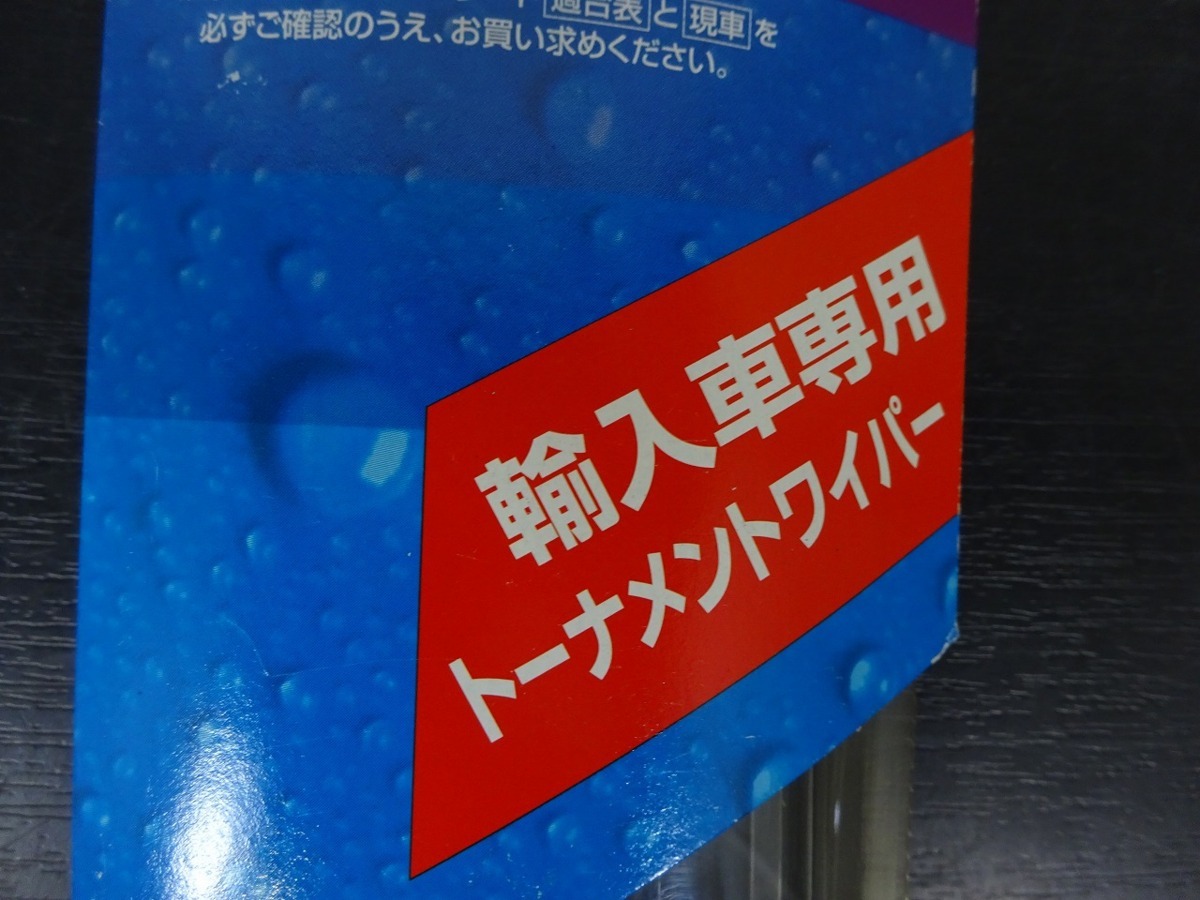 適合表と現車を
必ずご確認のうえ、お買い求めください。
輸入車専用
トーナメントワイパー